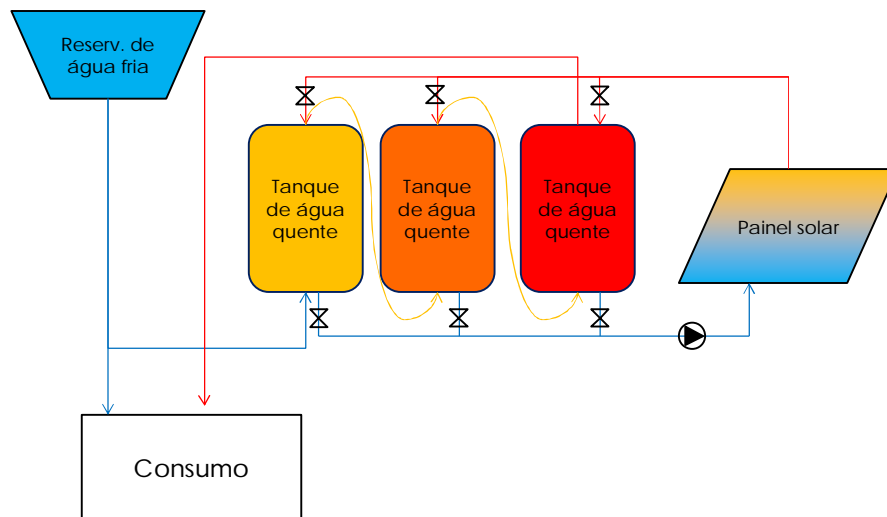 Reserv. de
água fria
Tanque
de água
quente
Tanque
de água
quente
Tanque
de água
quente
Painel solar
Consumo